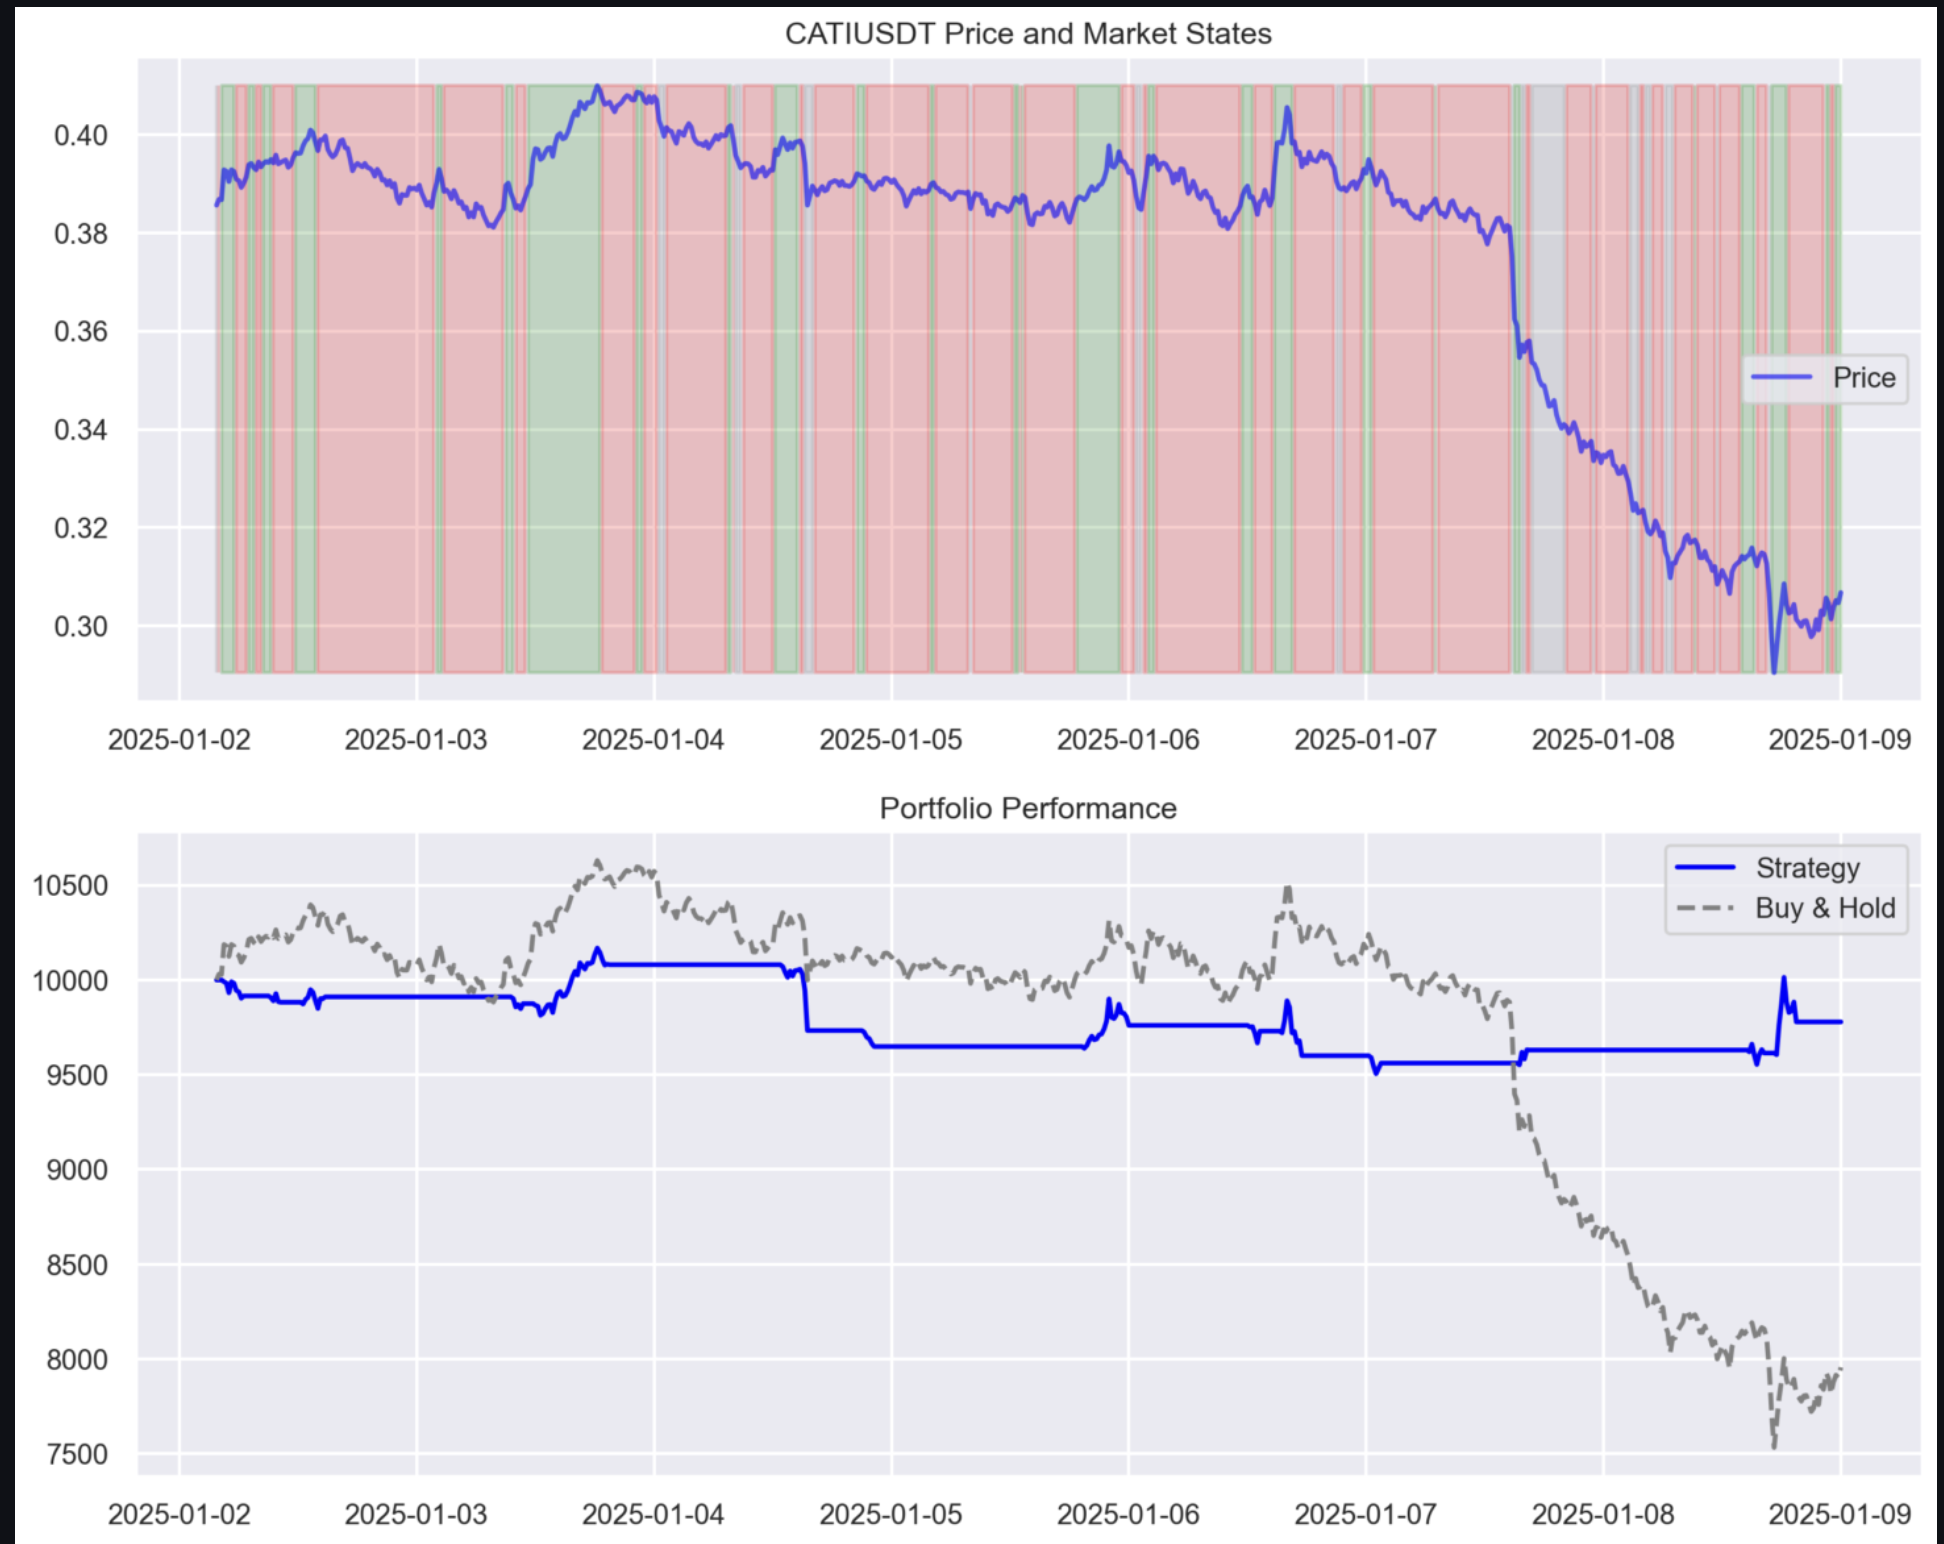 CATIUSDT Price and Market States
0.40
0.38
0.36
0.34
0.32
0.30
Price
2025-01-02 2025-01-03 2025-01-04 2025-01-05 2025-01-06 2025-01-07 2025-01-08 2025-01-09
Portfolio Performance
Strategy
Buy & Hold
10500
10000
9500
9000
8500
8000
7500
2025-01-02 2025-01-03 2025-01-04 2025-01-05 2025-01-06 2025-01-07 2025-01-08 2025-01-09